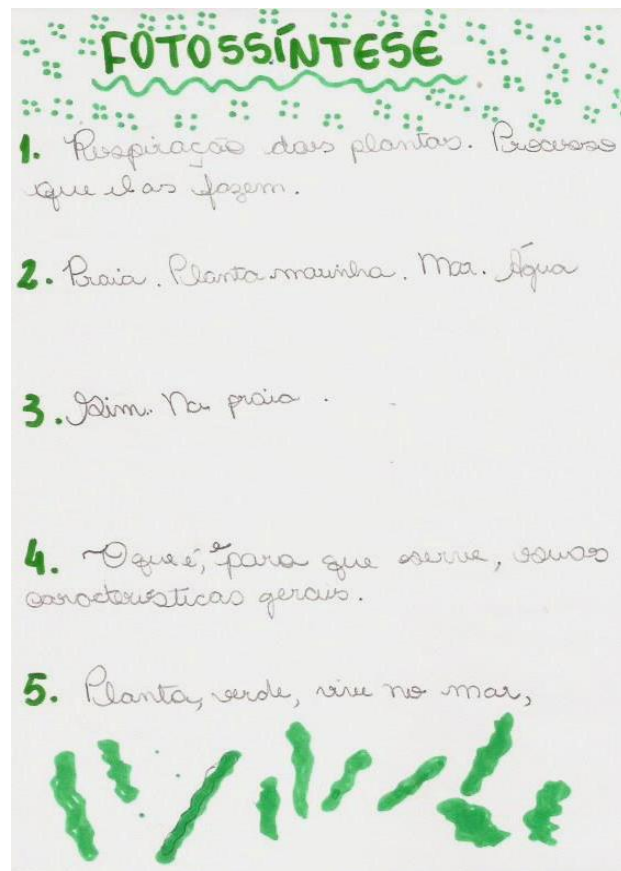 FOTOSSÍNTESE
1. Respiração das plantas. Processo
que elas fazem.
2. Praia. Planta marinha. Mar. Água
3. Sim. Na praia.
4. O que é, e para que serve, suas
características gerais.
5. Planta, verde, vive no mar,